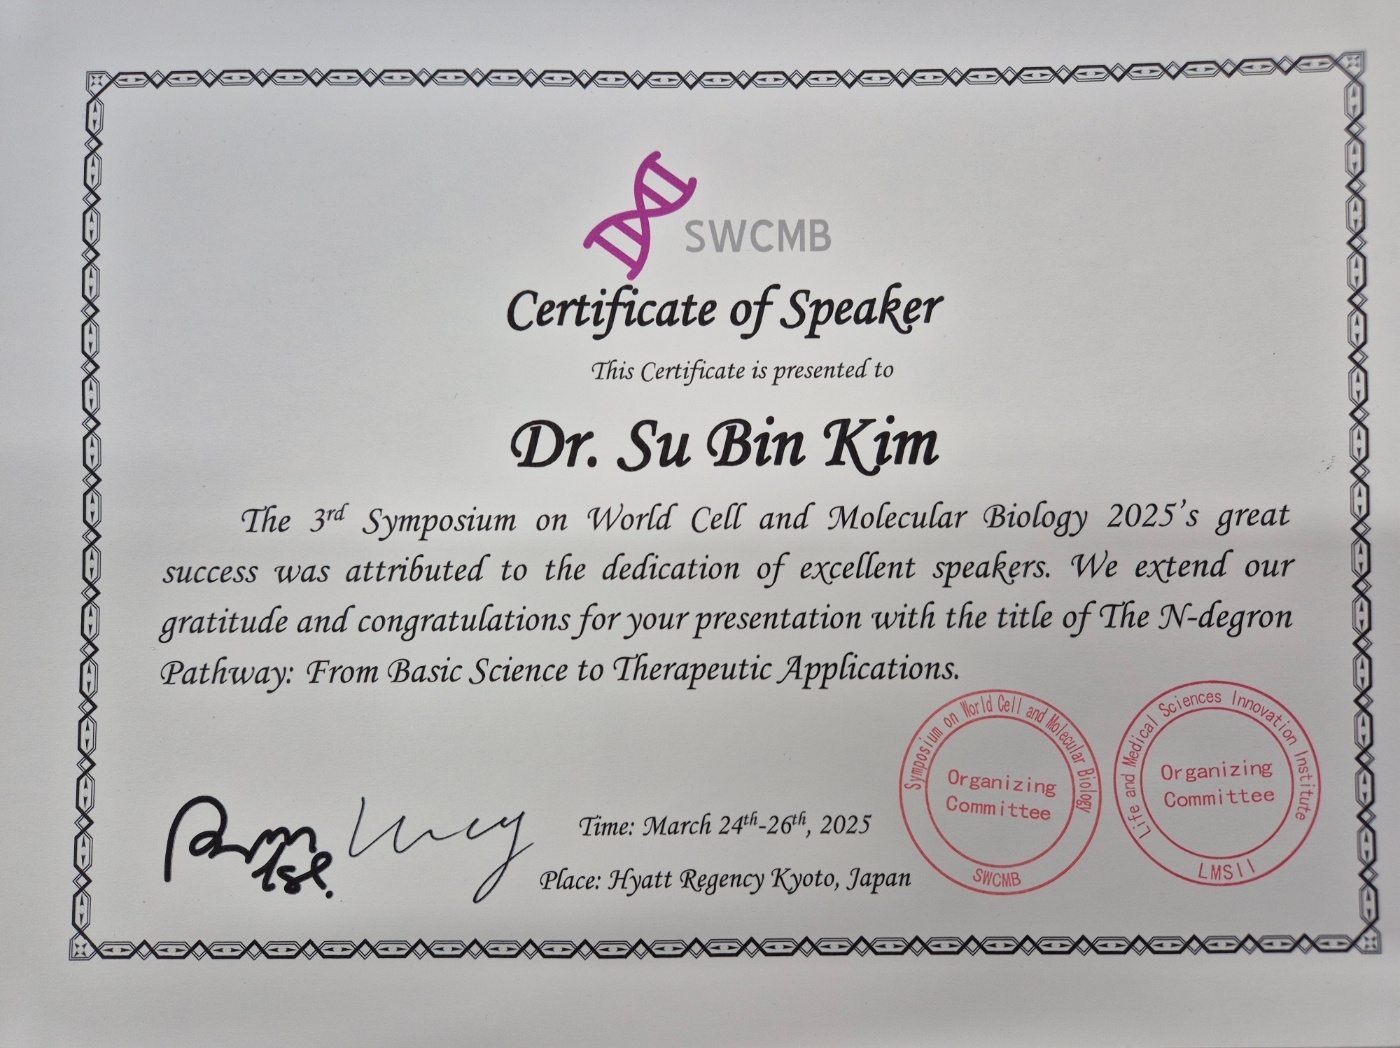 SWCMB
Certificate of Speaker
This Certificate is presented to
Dr. Su Bin Kim
The 3rd Symposium on World Cell and Molecular Biology 2025's great
success was attributed to the dedication of excellent speakers. We extend our
gratitude and congratulations for your presentation with the title of The N-degron
Pathway: From Basic Science to Therapeutic Applications.
Time: March 24th-26th, 2025
Place: Hyatt Regency Kyoto, Japan
Symposium on World Cell and Molecular Biology
Organizing
Committee
SWCMB
Life and Medical Sciences Innovation Institute
Organizing
Committee
LMSII